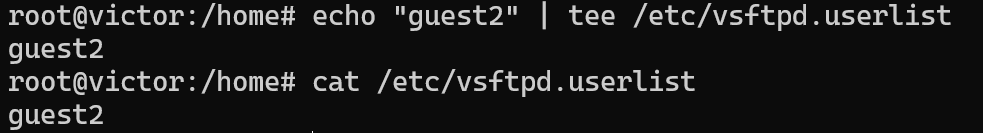 root@victor:/home# echo "guest2" | tee /etc/vsftpd.userlist
guest2
root@victor:/home# cat /etc/vsftpd.userlist
guest2